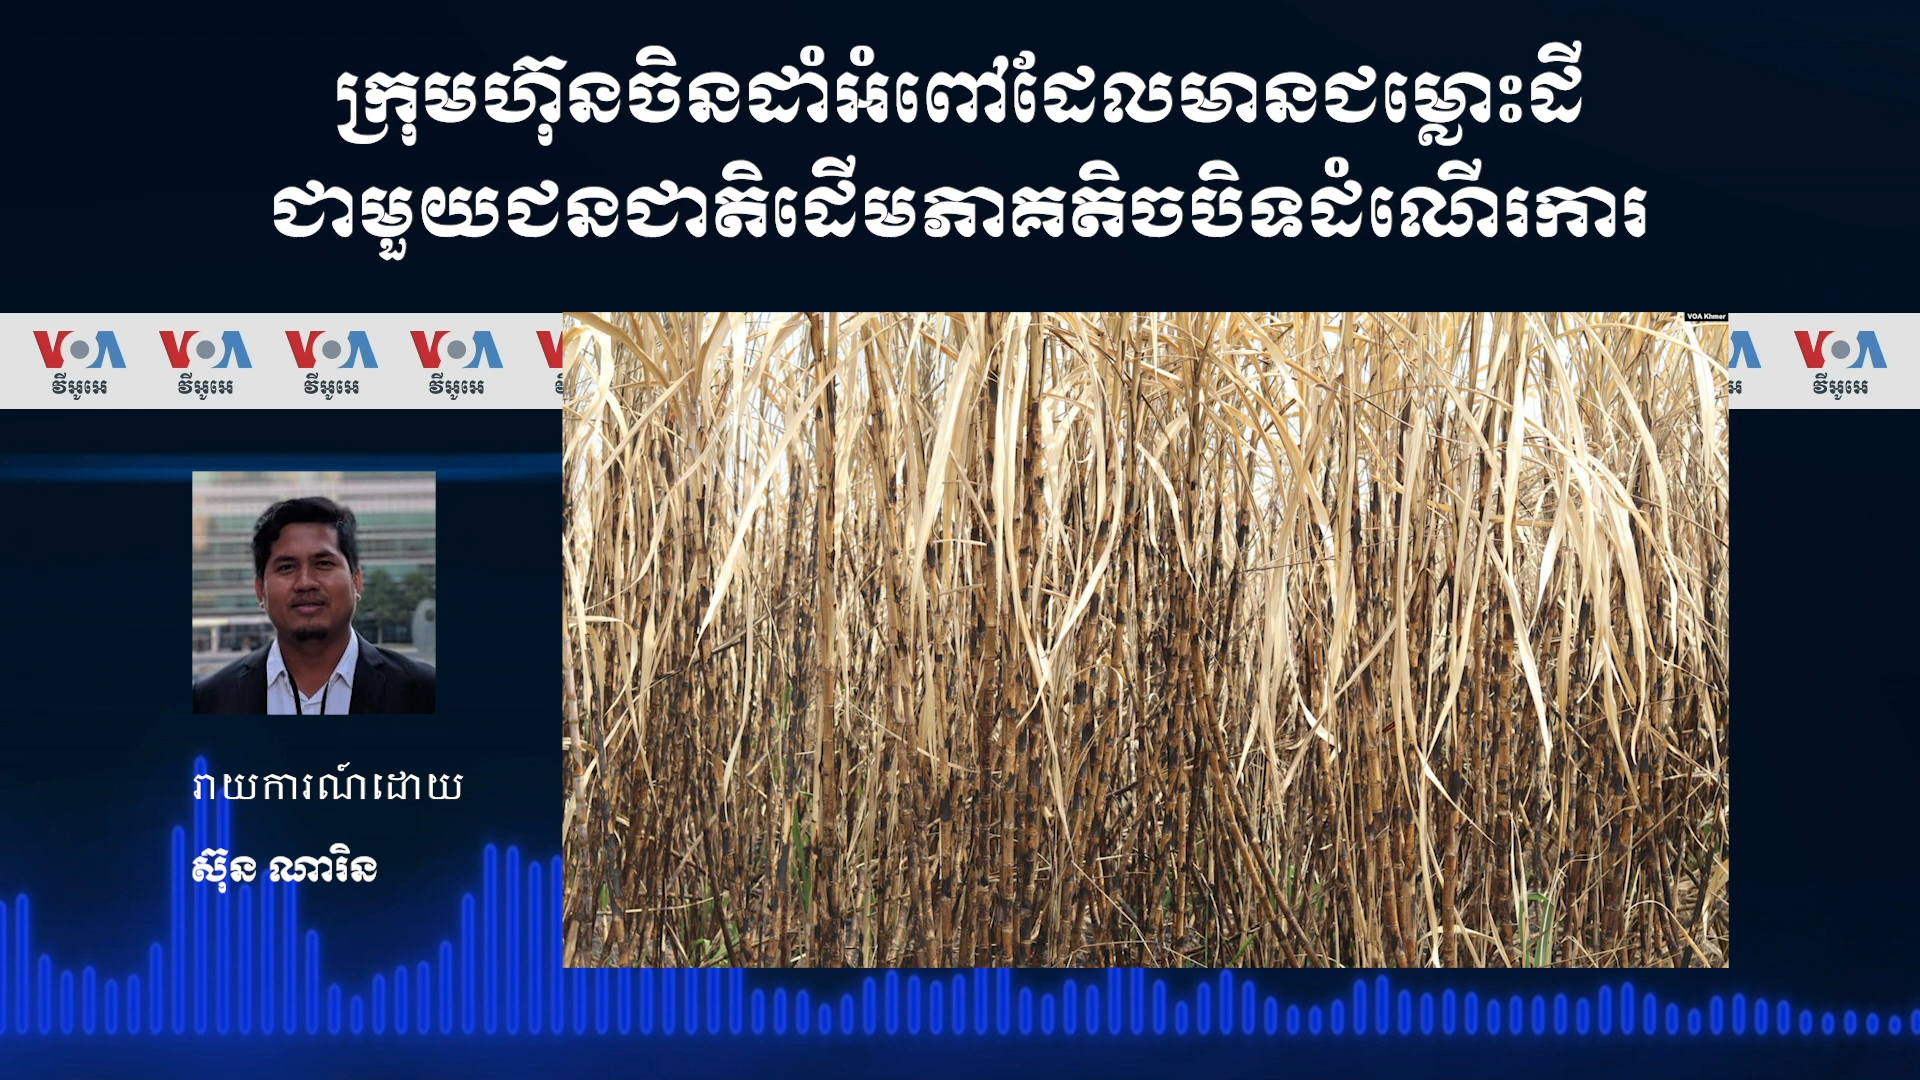 ក្រុមហ៊ុនចិនដាំអំពៅដែលមានជម្លោះដី
ជាមួយជនជាតិដើមភាគតិចបិទដំណើរការ
VOA Khmer
VOA VOA VOA VOA VOA
វីអូអេ វីអូអេ វីអូអេ វីអូអេ វីអូអេ
រាយការណ៍ដោយ
ស៊ុន ណារិន